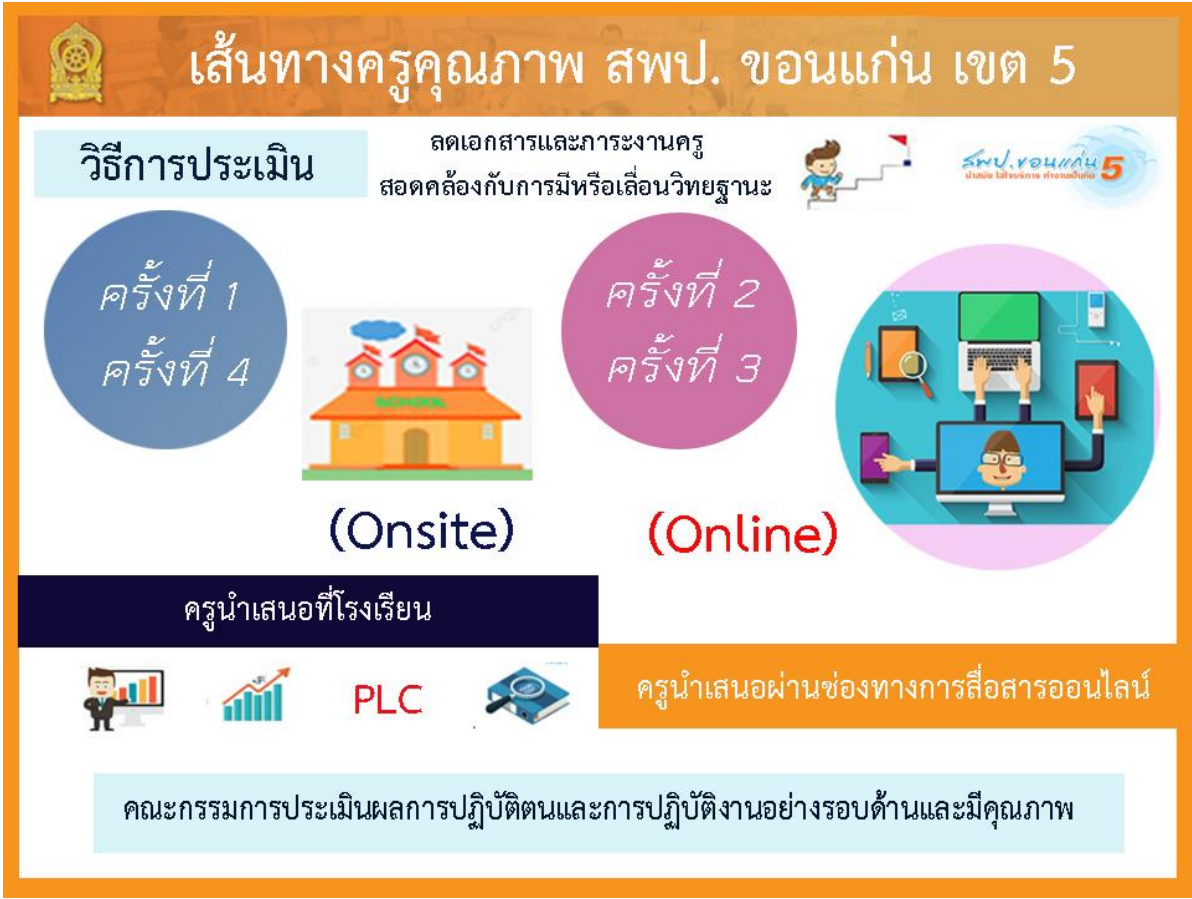 เส้นทางครูคุณภาพ สพป. ขอนแก่น เขต 5
วิธีการประเมิน
ลดเอกสารและภาระงานครู
สอดคล้องกับการมีหรือเลื่อนวิทยฐานะ
สพป.ขอนแก่น 5
ครั้งที่ 1
ครั้งที่ 4
SCHOOL
(Onsite)
ครั้งที่ 2
ครั้งที่ 3
(Online)
ครูนำเสนอที่โรงเรียน
PLC
ครูนำเสนอผ่านช่องทางการสื่อสารออนไลน์
คณะกรรมการประเมินผลการปฏิบัติตนและการปฏิบัติงานอย่างรอบด้านและมีคุณภาพ